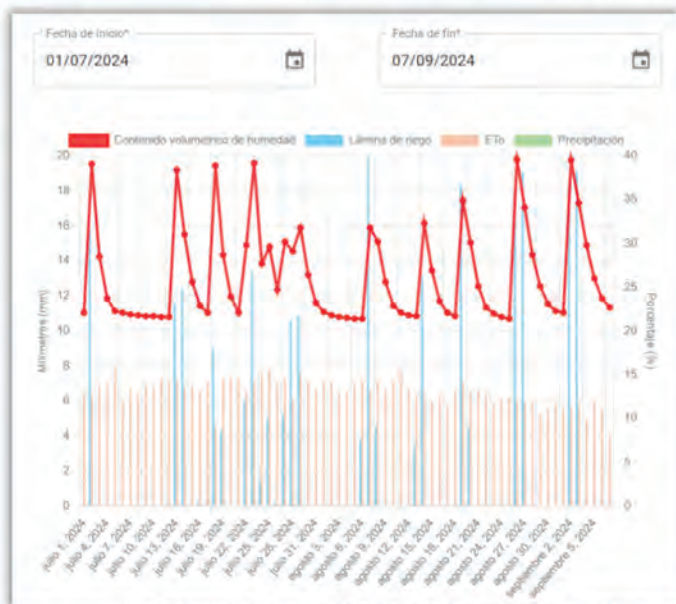 Fecha de inicio* Fecha de fin*
01/07/2024 07/09/2024
Contenido volumetrico de humedad Lámina de riego ETo Precipitación
20 40
18 35
16
14 30
12 25
10 20
8 15
6 10
4
2 5
0 0
Milímetros (mm)
Porcentaje (%)
julio 1, 2024
julio 4, 2024
julio 7, 2024
julio 10, 2024
julio 13, 2024
julio 16, 2024
julio 19, 2024
julio 22, 2024
julio 25, 2024
julio 28, 2024
julio 31, 2024
agosto 3, 2024
agosto 6, 2024
agosto 9, 2024
agosto 12, 2024
agosto 15, 2024
agosto 18, 2024
agosto 21, 2024
agosto 24, 2024
agosto 27, 2024
agosto 30, 2024
septiembre 2, 2024
septiembre 5, 2024